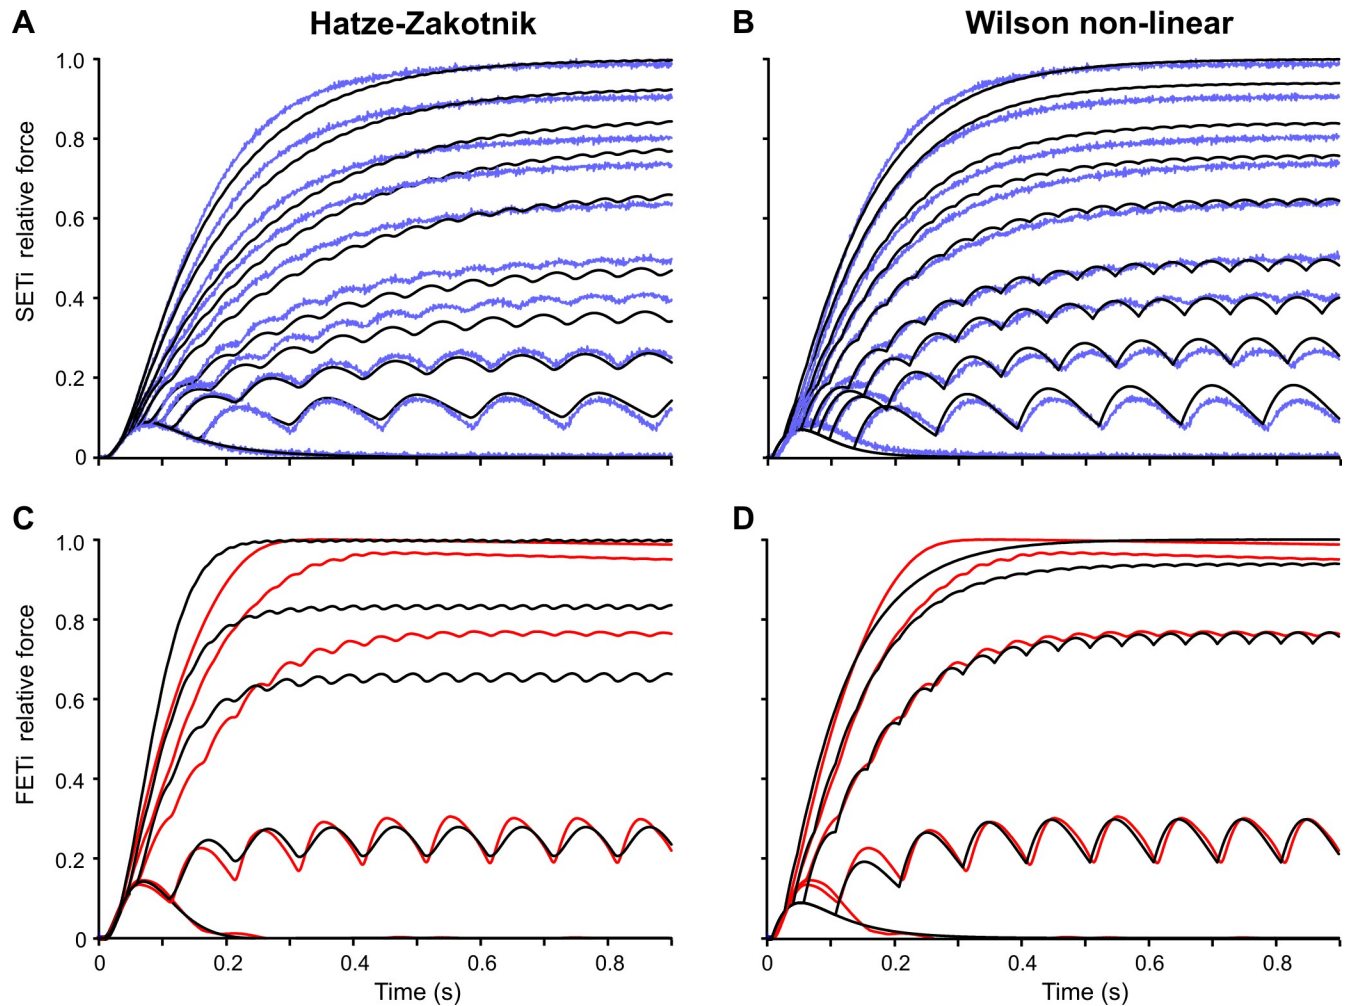 A
Hatze-Zakotnik
B
Wilson non-linear
SETi relative force
1.0
0.8
0.6
0.4
0.2
0
C
D
FETi relative force
1.0
0.8
0.6
0.4
0.2
0
0
0.2
0.4
0.6
0.8
Time (s)
0
0.2
0.4
0.6
0.8
Time (s)